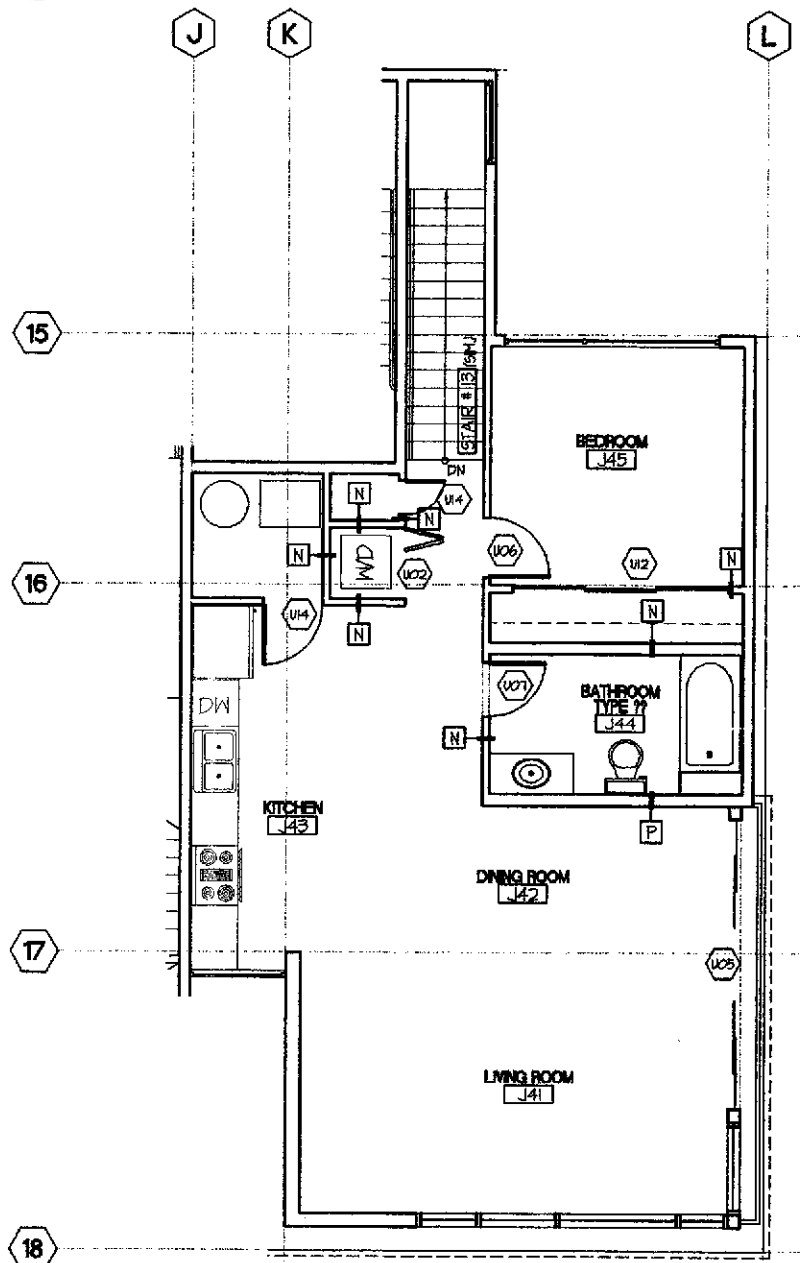 J
K
L
15
STAIR # 13 (SIM.)
BEDROOM
J45
DN
N
U14
N
U06
N
W/D
U02
U12
N
16
N
U14
N
U07
BATHROOM
TYPE ??
J44
DW
N
KITCHEN
J43
P
DINING ROOM
J42
17
U05
LIVING ROOM
J41
18